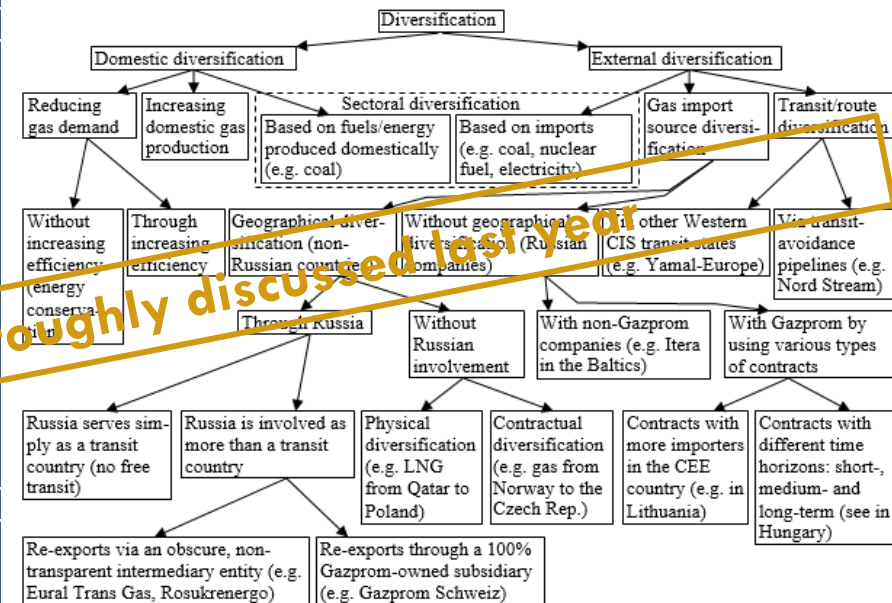 Diversification
Domestic diversification
External diversification
Reducing
gas demand
Increasing
domestic gas
production
Sectoral diversification
Based on fuels/energy
produced domestically
(e.g. coal)
Based on imports
(e.g. coal, nuclear
fuel, electricity)
Gas import
source diversi-
fication
Transit/route
diversification
Without
increasing
efficiency
(energy
conserva-
tion)
Through
increasing
efficiency
Geographical diver-
sification (non-
Russian countries)
Without geographical
diversification (Russian
companies)
Via other Western
CIS transit states
(e.g. Yamal-Europe)
Via transit-
avoidance
pipelines (e.g.
Nord Stream)
roughly discussed last year
Through Russia
Without
Russian
involvement
With non-Gazprom
companies (e.g. Itera
in the Baltics)
With Gazprom by
using various types
of contracts
Russia serves sim-
ply as a transit
country (no free
transit)
Russia is involved as
more than a transit
country
Physical
diversification
(e.g. LNG
from Qatar to
Poland)
Contractual
diversification
(e.g. gas from
Norway to the
Czech Rep.)
Contracts with
more importers
in the CEE
country (e.g. in
Lithuania)
Contracts with
different time
horizons: short-,
medium- and
long-term (see in
Hungary)
Re-exports via an obscure, non-
transparent intermediary entity (e.g.
Eural Trans Gas, Rosukrenergo)
Re-exports through a 100%
Gazprom-owned subsidiary
(e.g. Gazprom Schweiz)